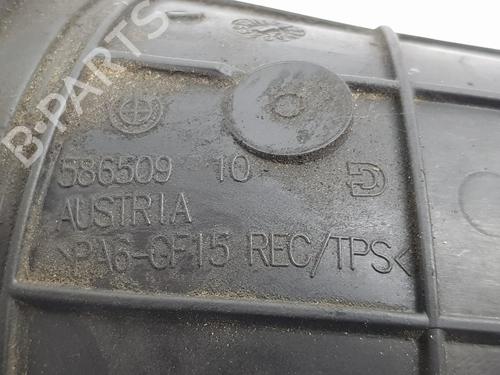 B-PARTS
586509 10
AUSTRIA
>PA6-GF15 REC/TPS<